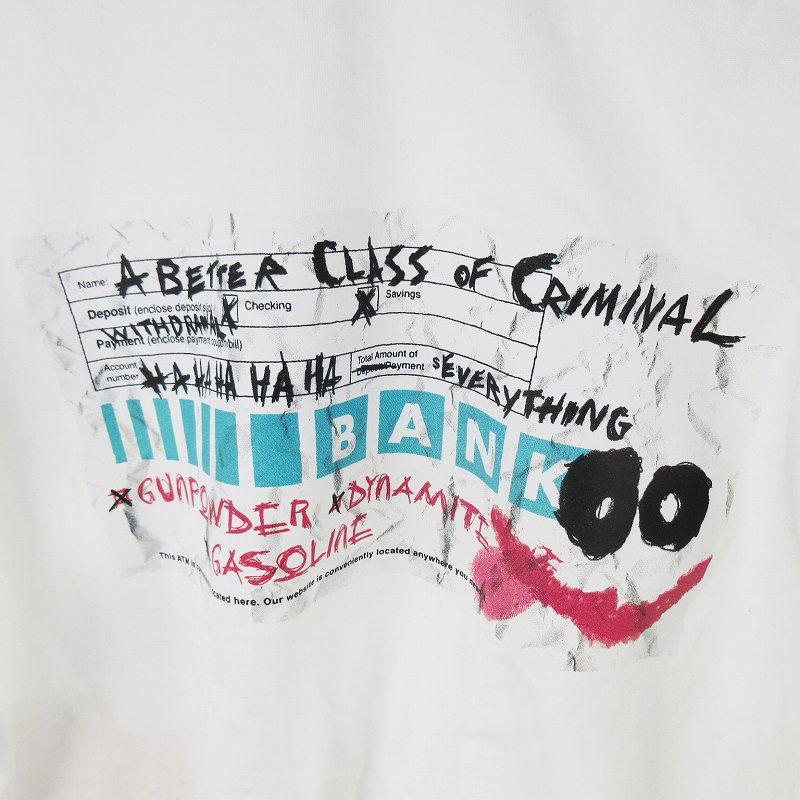 Name: A BETTER CLASS OF CRIMINAL
Deposit (enclose deposit X Checking X Savings
WITHDRAWAL
Payment (enclose payment coupon/bill)
Account number HA HA HA HA HA Total Amount of Deposit/Payment $EVERYTHING
BANK
X GUNPOWDER X DYNAMITE
GASOLINE
This ATM is located here. Our website is conveniently located anywhere you